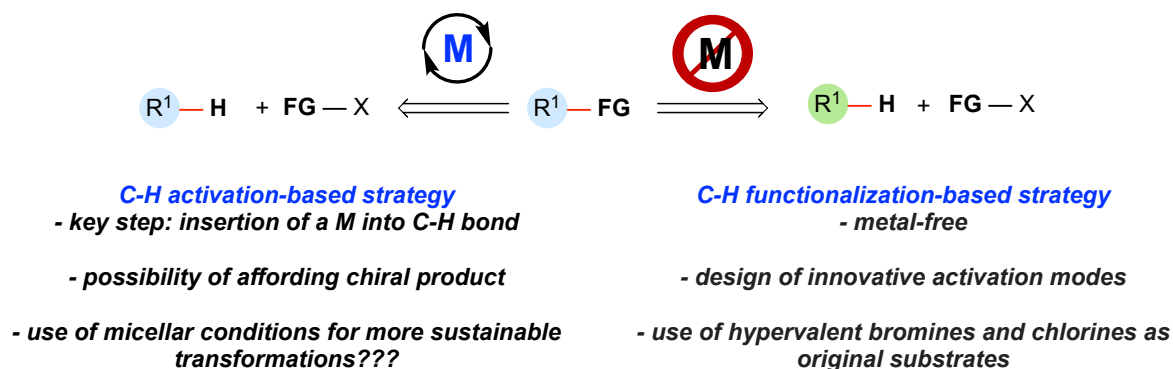 M M
R1 — H + FG — X R1 — FG R1 — H + FG — X
C-H activation-based strategy
- key step: insertion of a M into C-H bond
- possibility of affording chiral product
- use of micellar conditions for more sustainable
transformations???
C-H functionalization-based strategy
- metal-free
- design of innovative activation modes
- use of hypervalent bromines and chlorines as
original substrates